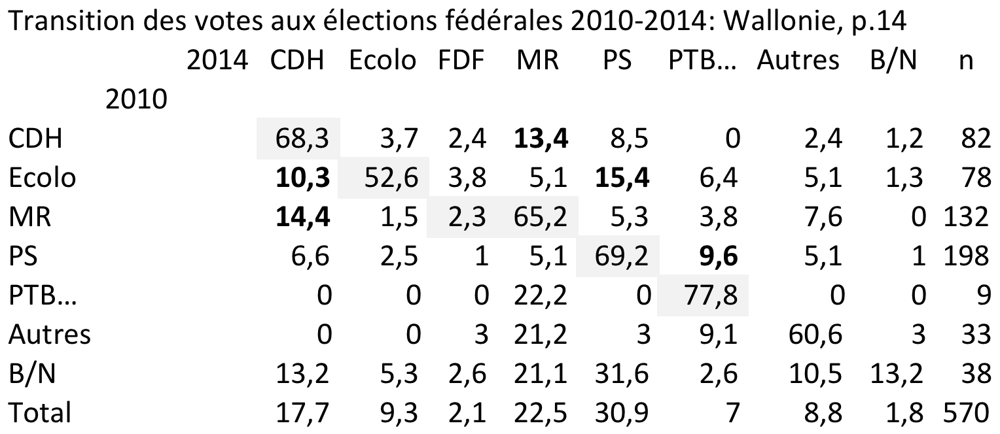 Transition des votes aux élections fédérales 2010-2014: Wallonie, p.14
2014 CDH Ecolo FDF MR PS PTB... Autres B/N n
2010
CDH 68,3 3,7 2,4 13,4 8,5 0 2,4 1,2 82
Ecolo 10,3 52,6 3,8 5,1 15,4 6,4 5,1 1,3 78
MR 14,4 1,5 2,3 65,2 5,3 3,8 7,6 0 132
PS 6,6 2,5 1 5,1 69,2 9,6 5,1 1 198
PTB... 0 0 0 22,2 0 77,8 0 0 9
Autres 0 0 3 21,2 3 9,1 60,6 3 33
B/N 13,2 5,3 2,6 21,1 31,6 2,6 10,5 13,2 38
Total 17,7 9,3 2,1 22,5 30,9 7 8,8 1,8 570